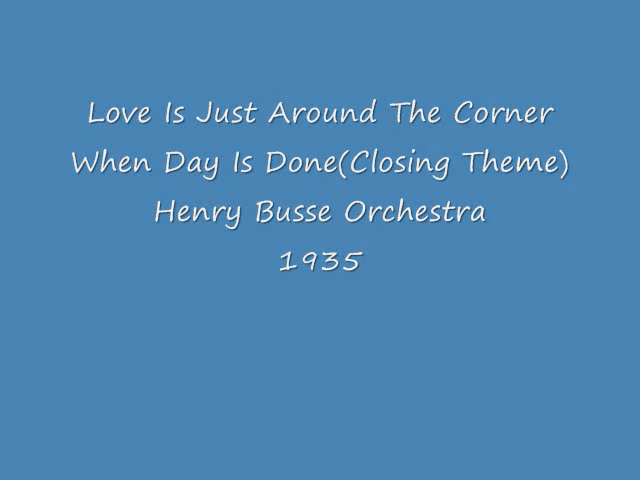 Love Is Just Around The Corner
When Day Is Done(Closing Theme)
Henry Busse Orchestra
1935